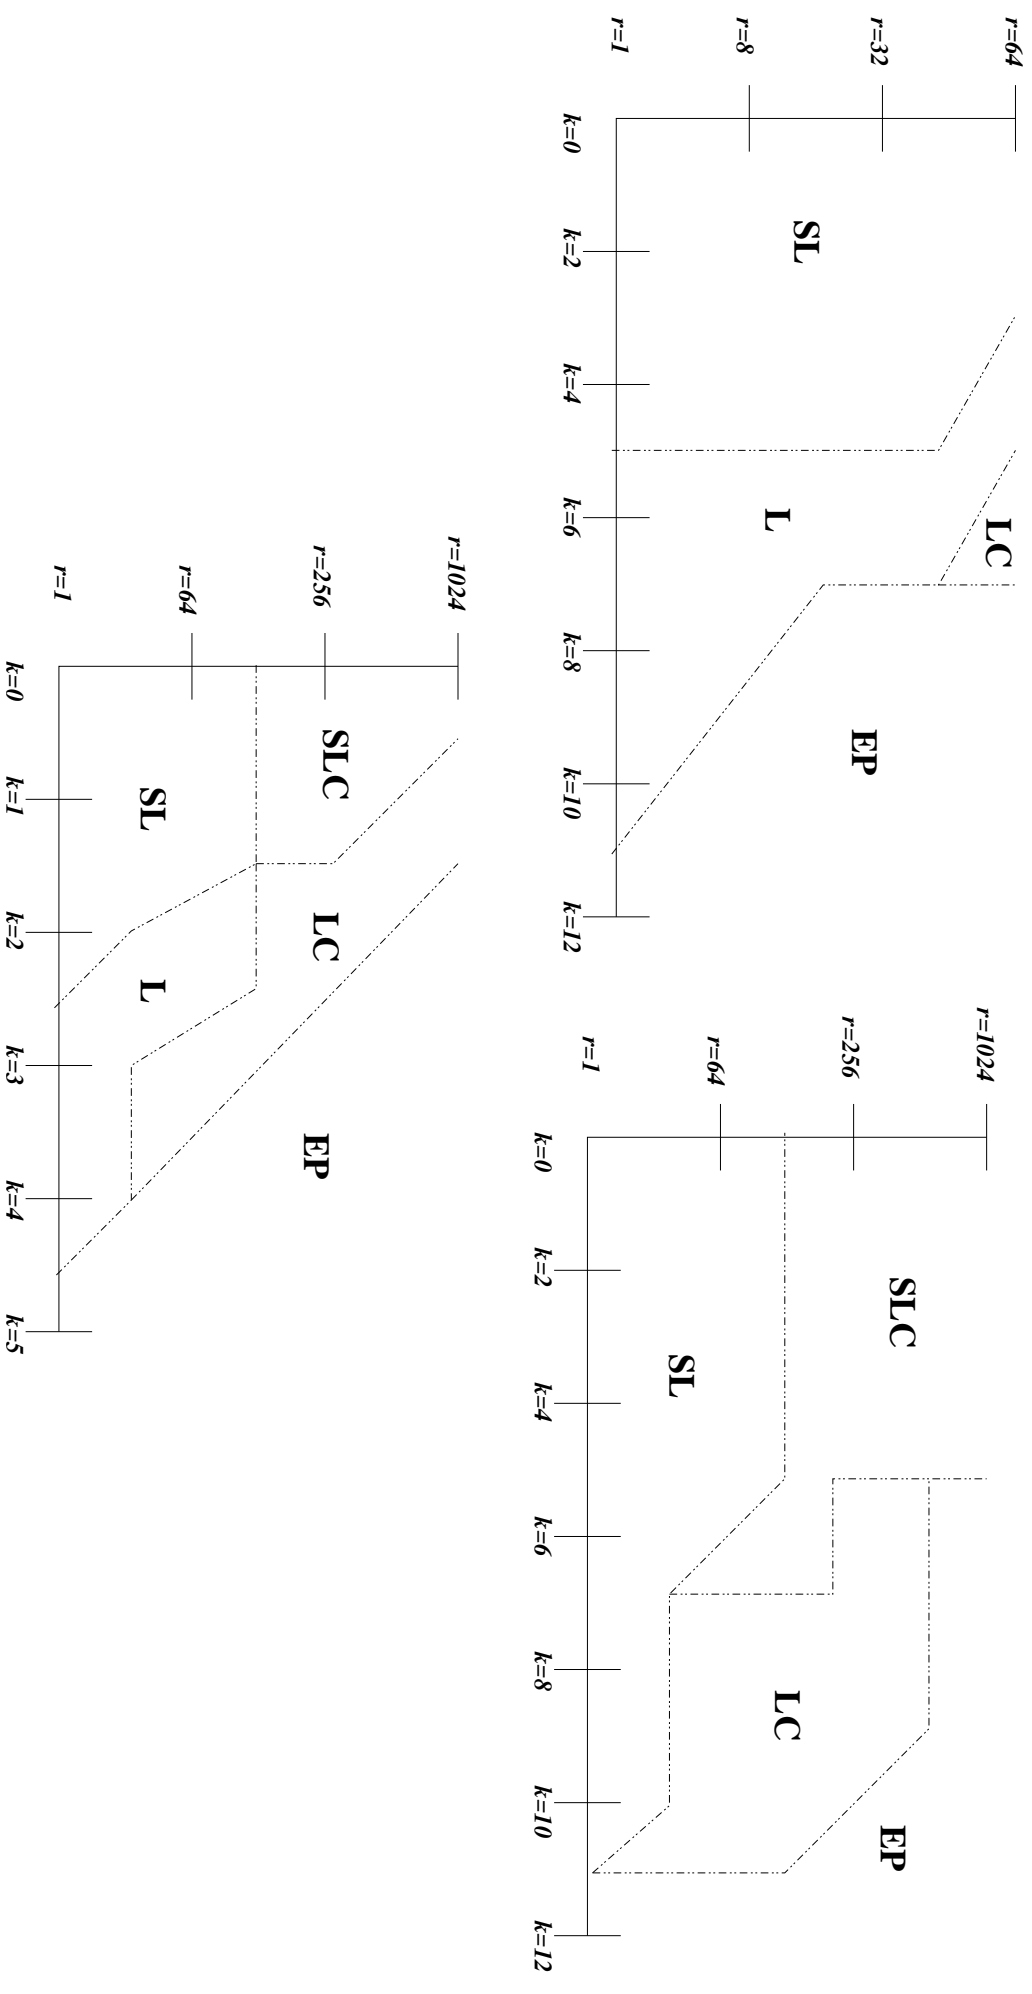 r=64
r=32
r=8
r=1
k=0
k=2
k=4
k=6
k=8
k=10
k=12
SL
L
LC
EP
r=1024
r=256
r=64
r=1
k=0
k=2
k=4
k=6
k=8
k=10
k=12
SLC
SL
LC
EP
r=1024
r=256
r=64
r=1
k=0
k=1
k=2
k=3
k=4
k=5
SLC
SL
LC
L
EP